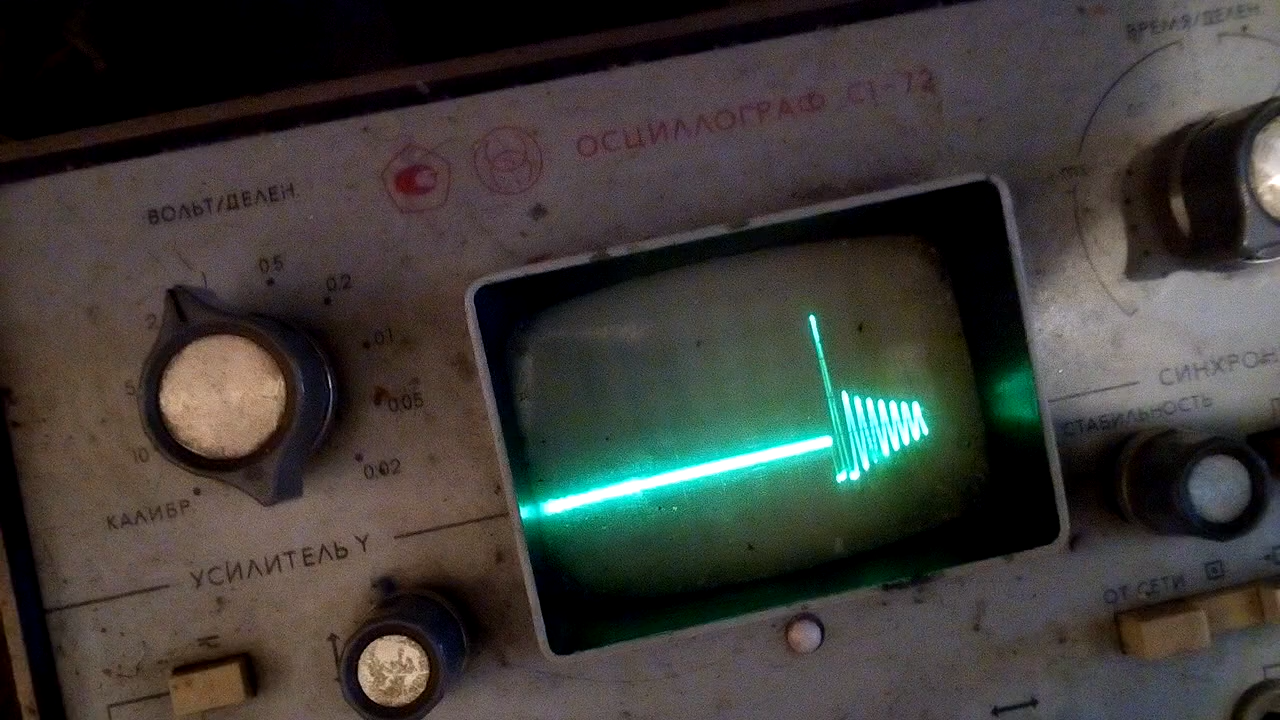 ВРЕМЯ/ДЕЛЕН
ОСЦИЛЛОГРАФ С1-72
ВОЛЬТ/ДЕЛЕН
0.5
0.2
2
0.1
5
0.05
10
0.02
КАЛИБР
УСИЛИТЕЛЬ Y
СИНХРОН
СТАБИЛЬНОСТЬ
ОТ СЕТИ